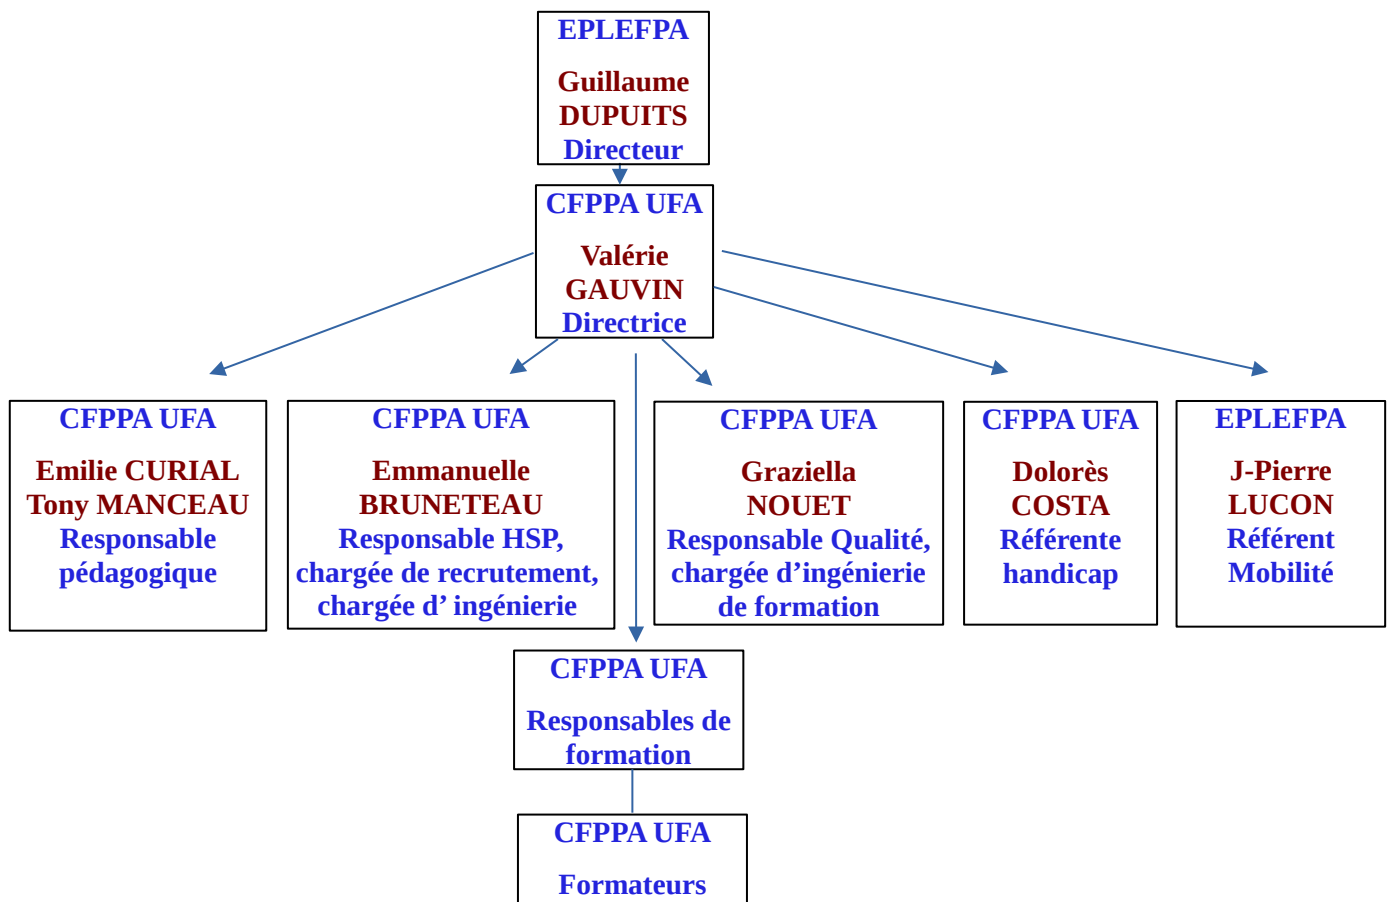 EPLEFPA
Guillaume
DUPUITS
Directeur
CFPPA UFA
Valérie
GAUVIN
Directrice
CFPPA UFA
Emilie CURIAL
Tony MANCEAU
Responsable
pédagogique
CFPPA UFA
Emmanuelle
BRUNETEAU
Responsable HSP,
chargée de recrutement,
chargée d’ ingénierie
CFPPA UFA
Graziella
NOUET
Responsable Qualité,
chargée d’ingénierie
de formation
CFPPA UFA
Dolorès
COSTA
Référente
handicap
EPLEFPA
J-Pierre
LUCON
Référent
Mobilité
CFPPA UFA
Responsables de
formation
CFPPA UFA
Formateurs